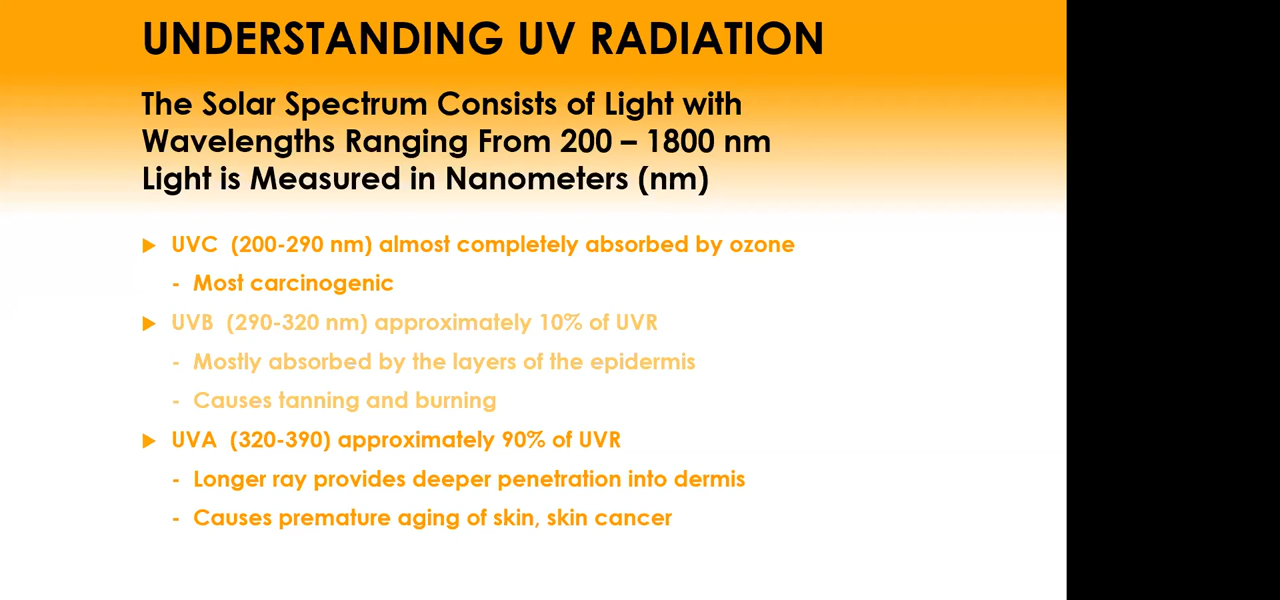 UNDERSTANDING UV RADIATION
The Solar Spectrum Consists of Light with
Wavelengths Ranging From 200 – 1800 nm
Light is Measured in Nanometers (nm)
UVC (200-290 nm) almost completely absorbed by ozone
- Most carcinogenic
UVB (290-320 nm) approximately 10% of UVR
- Mostly absorbed by the layers of the epidermis
- Causes tanning and burning
UVA (320-390) approximately 90% of UVR
- Longer ray provides deeper penetration into dermis
- Causes premature aging of skin, skin cancer